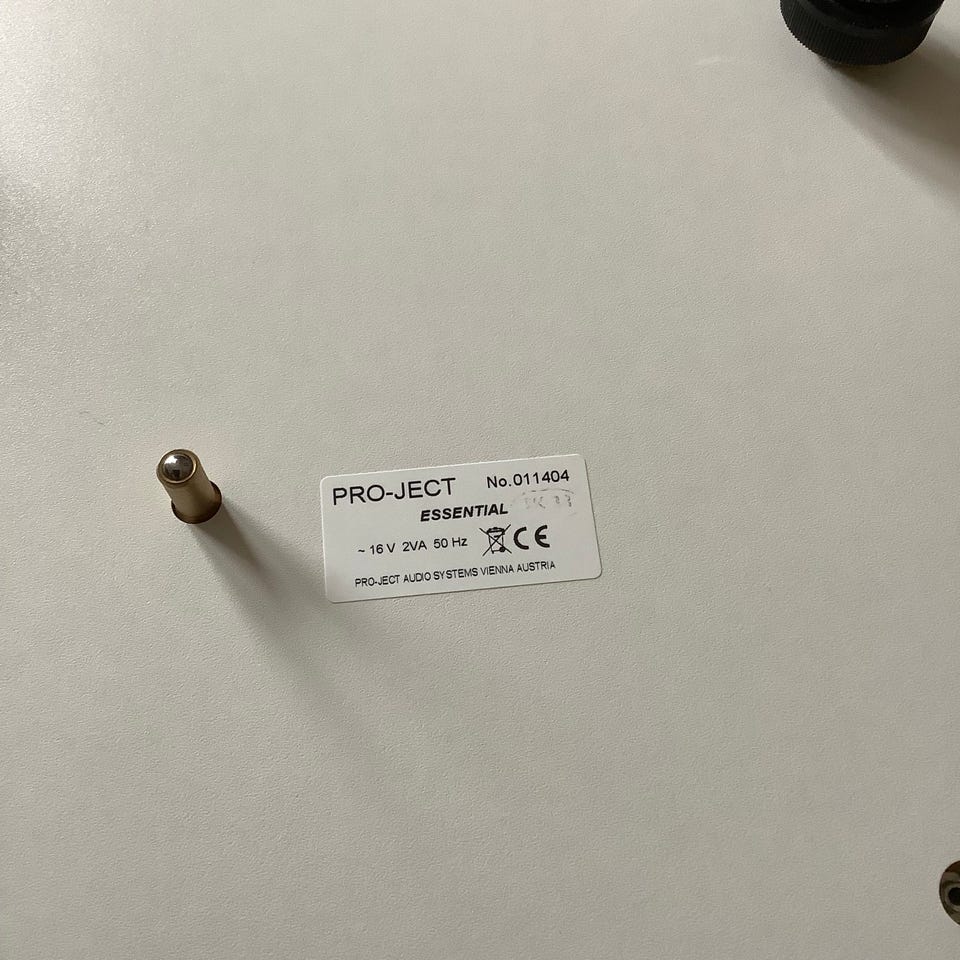 PRO-JECT No.011404
ESSENTIAL
~ 16 V 2VA 50 Hz CE
PRO-JECT AUDIO SYSTEMS VIENNA AUSTRIA